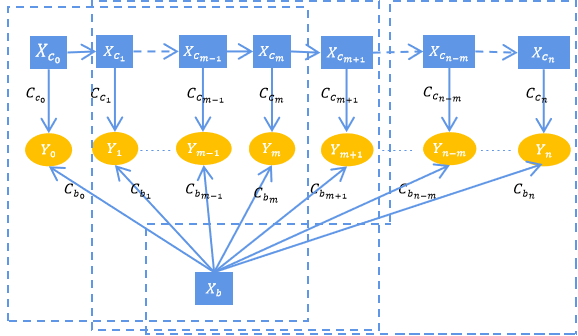 X_{c_0} X_{c_1} X_{c_{m-1}} X_{c_m} X_{c_{m+1}} X_{c_{n-m}} X_{c_n}
C_{c_0} C_{c_1} C_{c_{m-1}} C_{c_m} C_{c_{m+1}} C_{c_{n-m}} C_{c_n}
Y_0 Y_1 Y_{m-1} Y_m Y_{m+1} Y_{n-m} Y_n
C_{b_0} C_{b_1} C_{b_{m-1}} C_{b_m} C_{b_{m+1}} C_{b_{n-m}} C_{b_n}
X_b